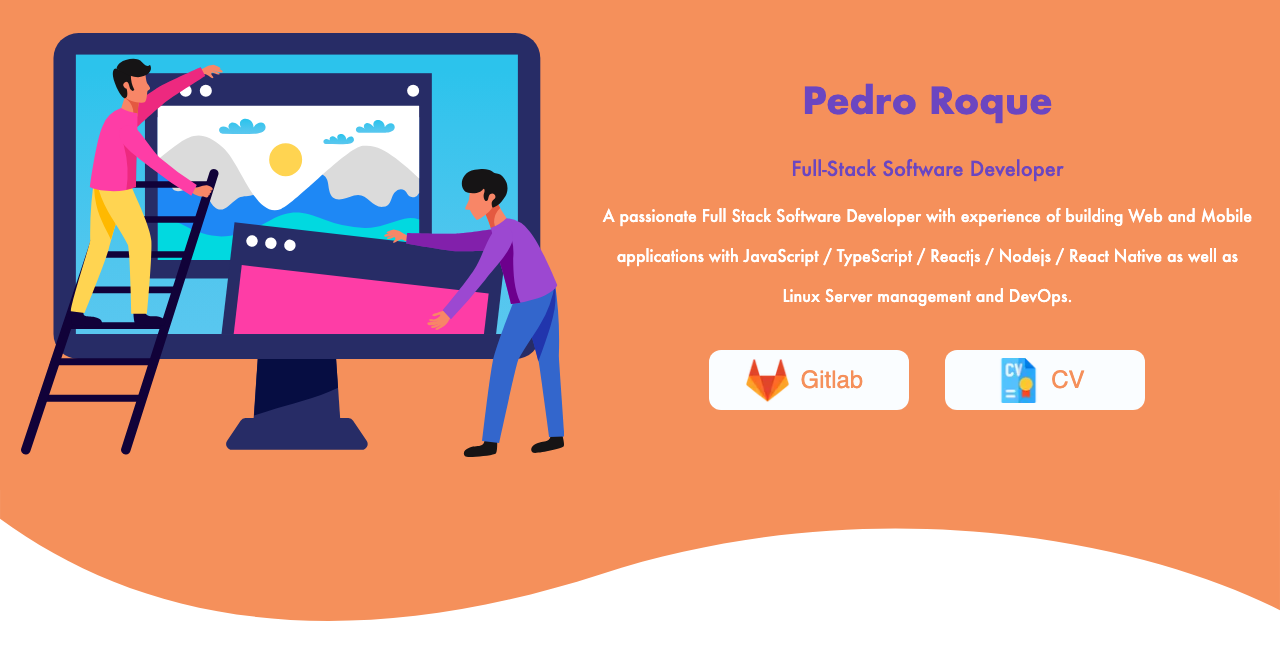 Pedro Roque
Full-Stack Software Developer
A passionate Full Stack Software Developer with experience of building Web and Mobile
applications with JavaScript / TypeScript / Reactjs / Nodejs / React Native as well as
Linux Server management and DevOps.
Gitlab
CV
CV